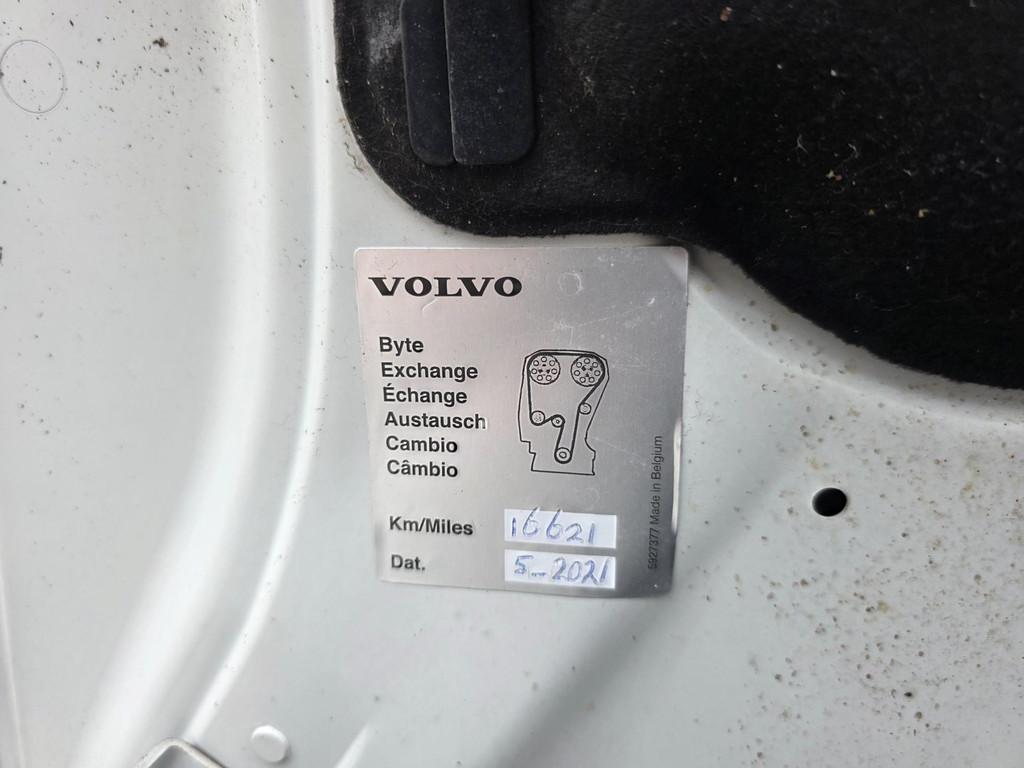 VOLVO
Byte
Exchange
Échange
Austausch
Cambio
Câmbio
Km/Miles 16621
Dat. 5-2021
5927377 Made in Belgium